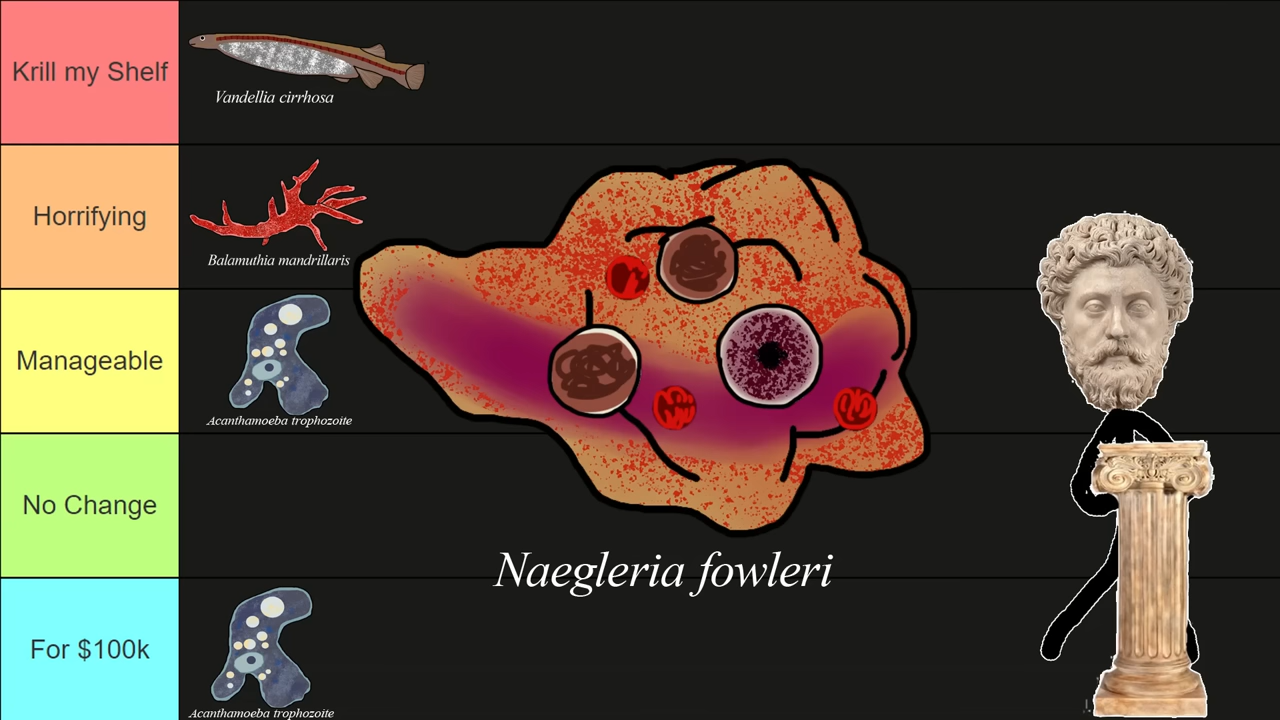 Krill my Shelf
Vandellia cirrhosa
Horrifying
Balamuthia mandrillaris
Manageable
Acanthamoeba trophozoite
No Change
Naegleria fowleri
For $100k
Acanthamoeba trophozoite